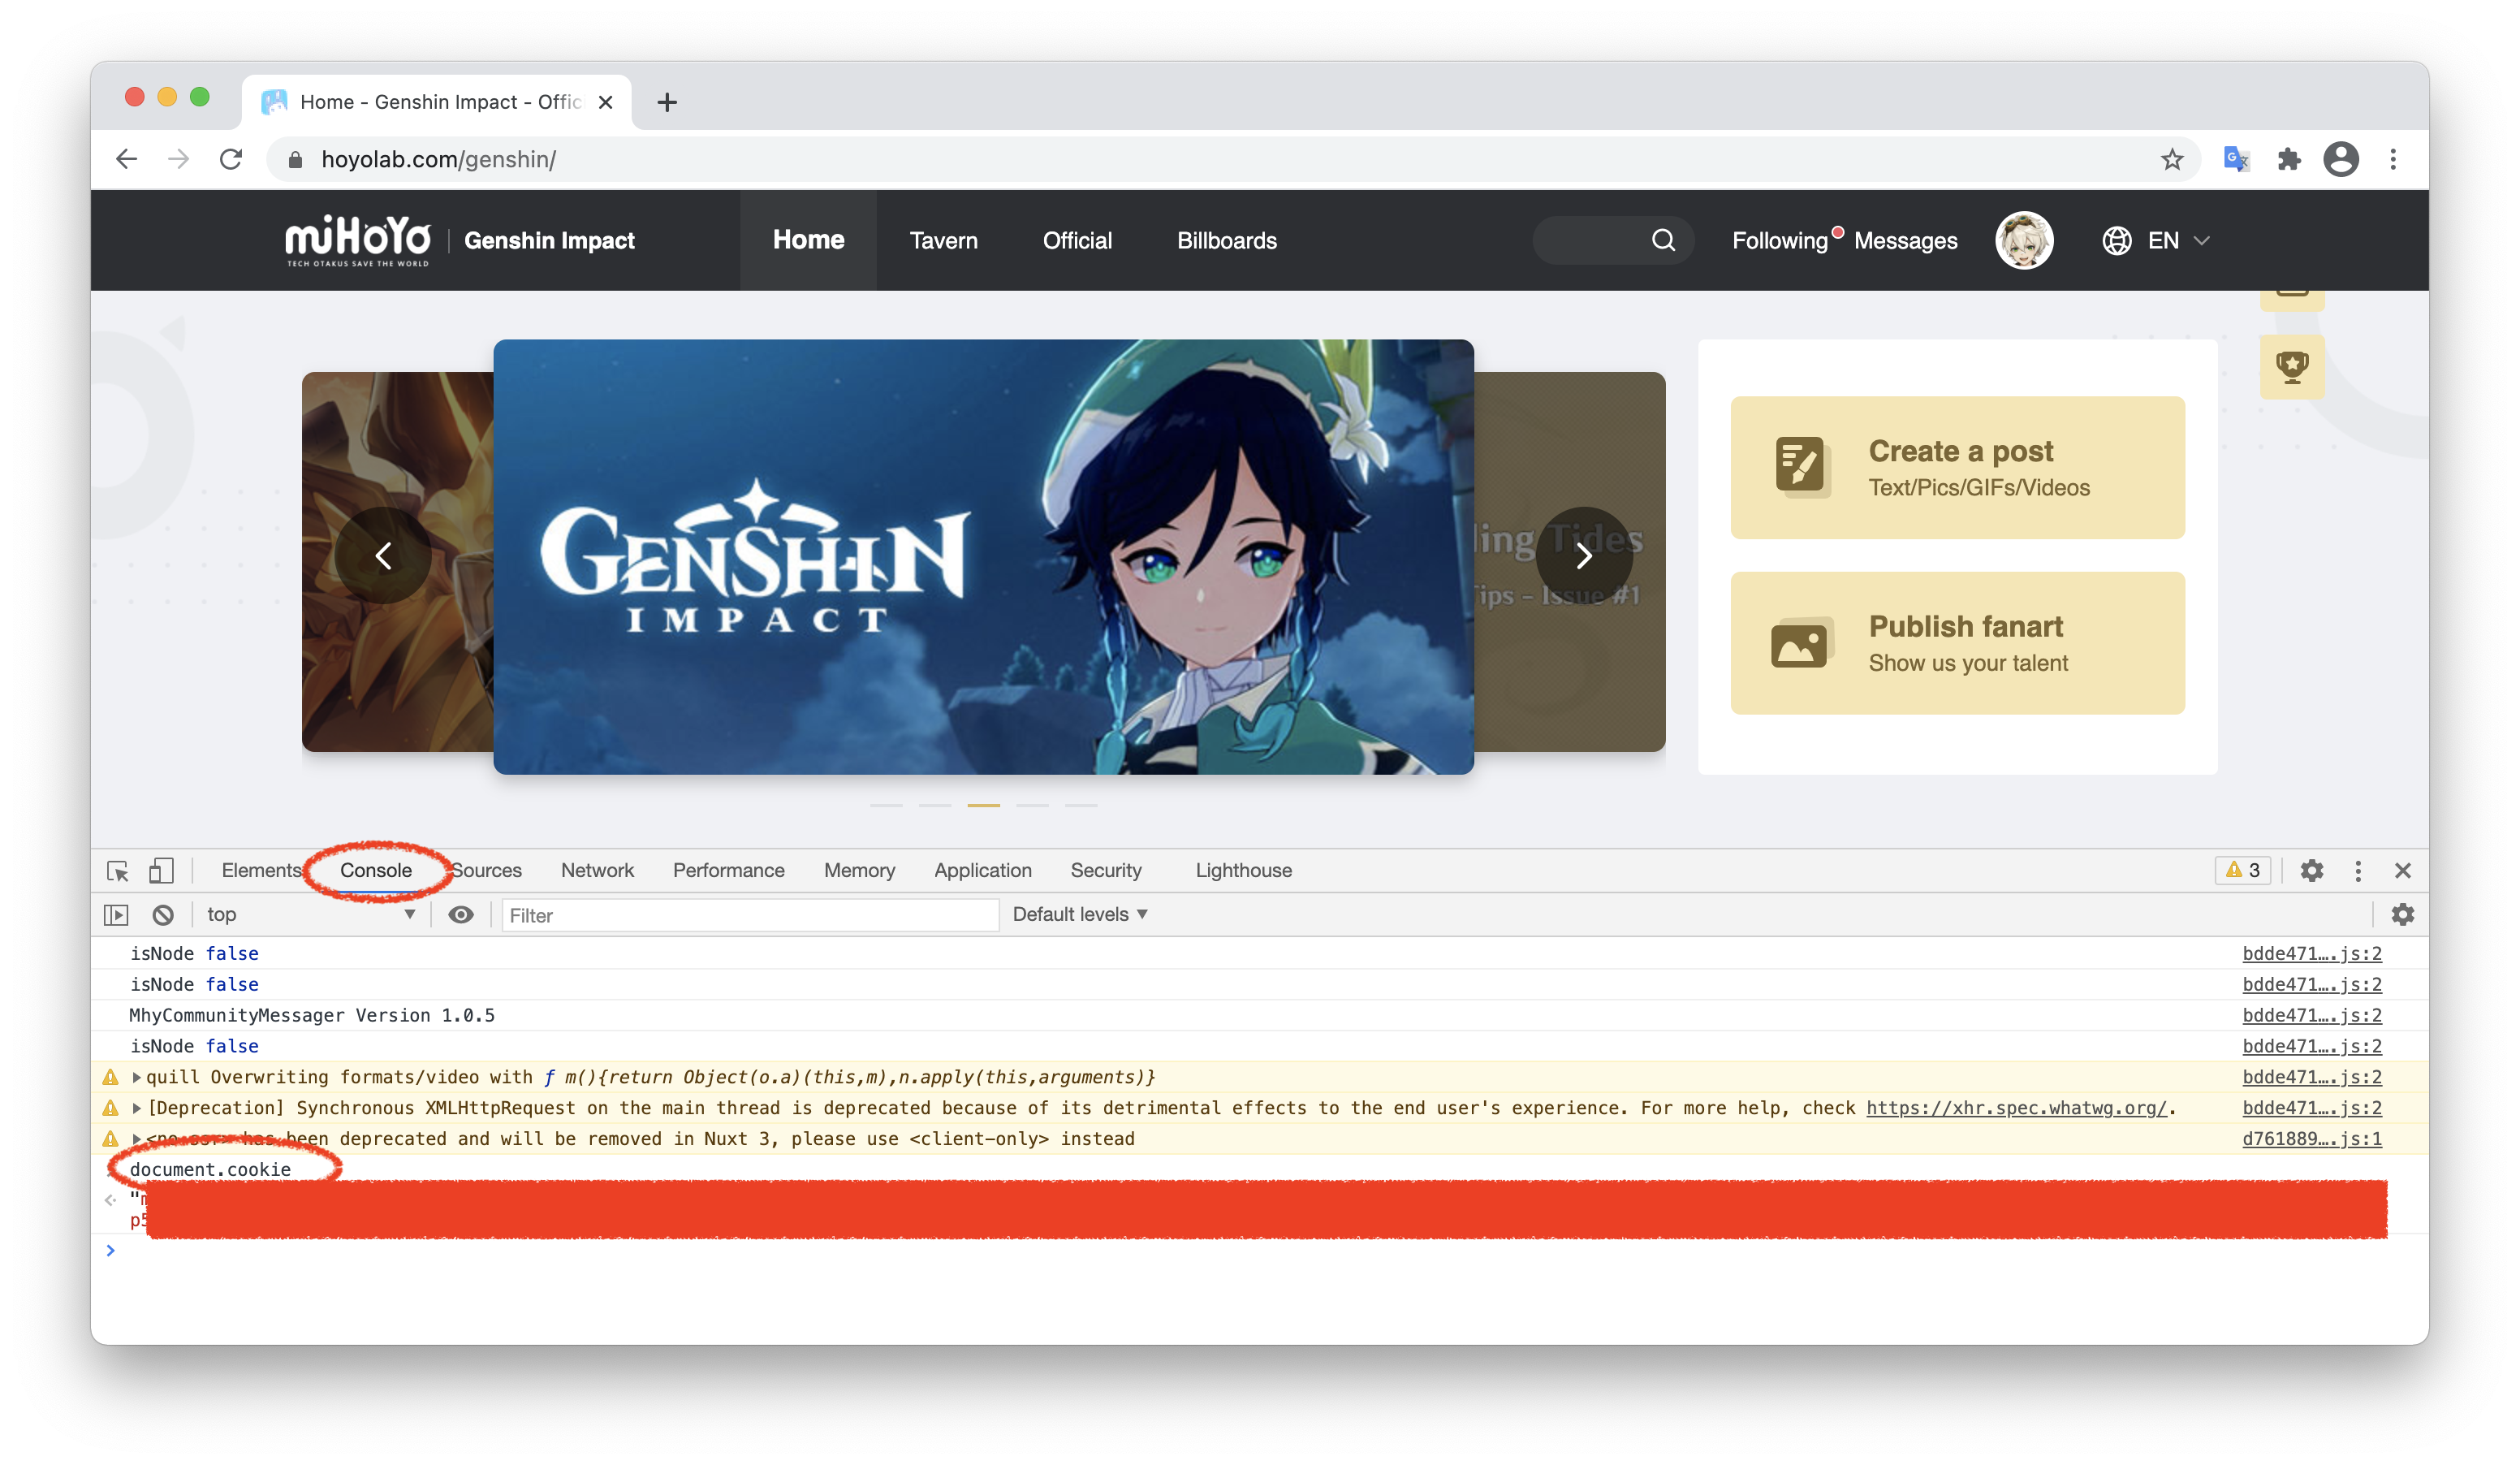 Home - Genshin Impact - Offic
hoyolab.com/genshin/
miHoYo
TECH OTAKUS SAVE THE WORLD
Genshin Impact
Home
Tavern
Official
Billboards
Following
Messages
EN
GENSHIN
IMPACT
ling Tides
Tips - Issue #1
Create a post
Text/Pics/GIFs/Videos
Publish fanart
Show us your talent
Elements
Console
Sources
Network
Performance
Memory
Application
Security
Lighthouse
3
top
Filter
Default levels
isNode false bdde471….js:2
isNode false bdde471….js:2
MhyCommunityMessager Version 1.0.5 bdde471….js:2
isNode false bdde471….js:2
quill Overwriting formats/video with ƒ m(){return Object(o.a)(this,m),n.apply(this,arguments)} bdde471….js:2
[Deprecation] Synchronous XMLHttpRequest on the main thread is deprecated because of its detrimental effects to the end user's experience. For more help, check https://xhr.spec.whatwg.org/. bdde471….js:2
<no-ssr> has been deprecated and will be removed in Nuxt 3, please use <client-only> instead d761889….js:1
document.cookie
"m
p5